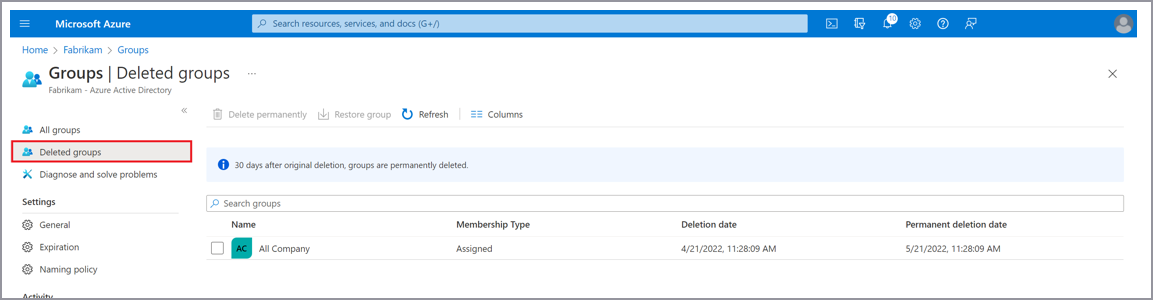 Microsoft Azure
Search resources, services, and docs (G+/)
10
Home > Fabrikam > Groups
Groups | Deleted groups ...
Fabrikam - Azure Active Directory
«
All groups
Deleted groups
Diagnose and solve problems
Settings
General
Expiration
Naming policy
Activity
Delete permanently Restore group Refresh Columns
30 days after original deletion, groups are permanently deleted.
Search groups
Name Membership Type Deletion date Permanent deletion date
AC All Company Assigned 4/21/2022, 11:28:09 AM 5/21/2022, 11:28:09 AM